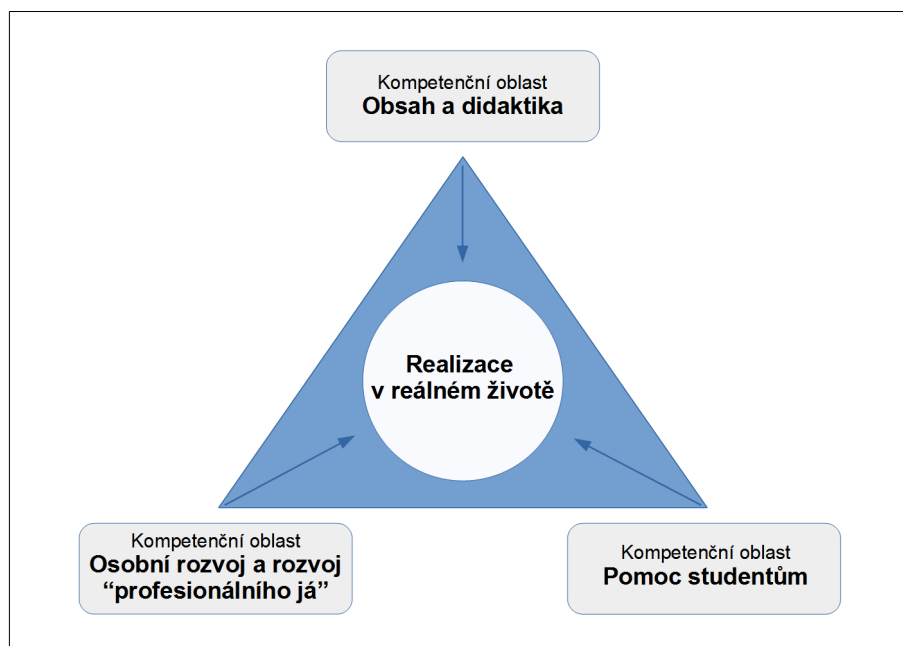 Kompetenční oblast
Obsah a didaktika
Realizace
v reálném životě
Kompetenční oblast
Osobní rozvoj a rozvoj
“profesionálního já”
Kompetenční oblast
Pomoc studentům